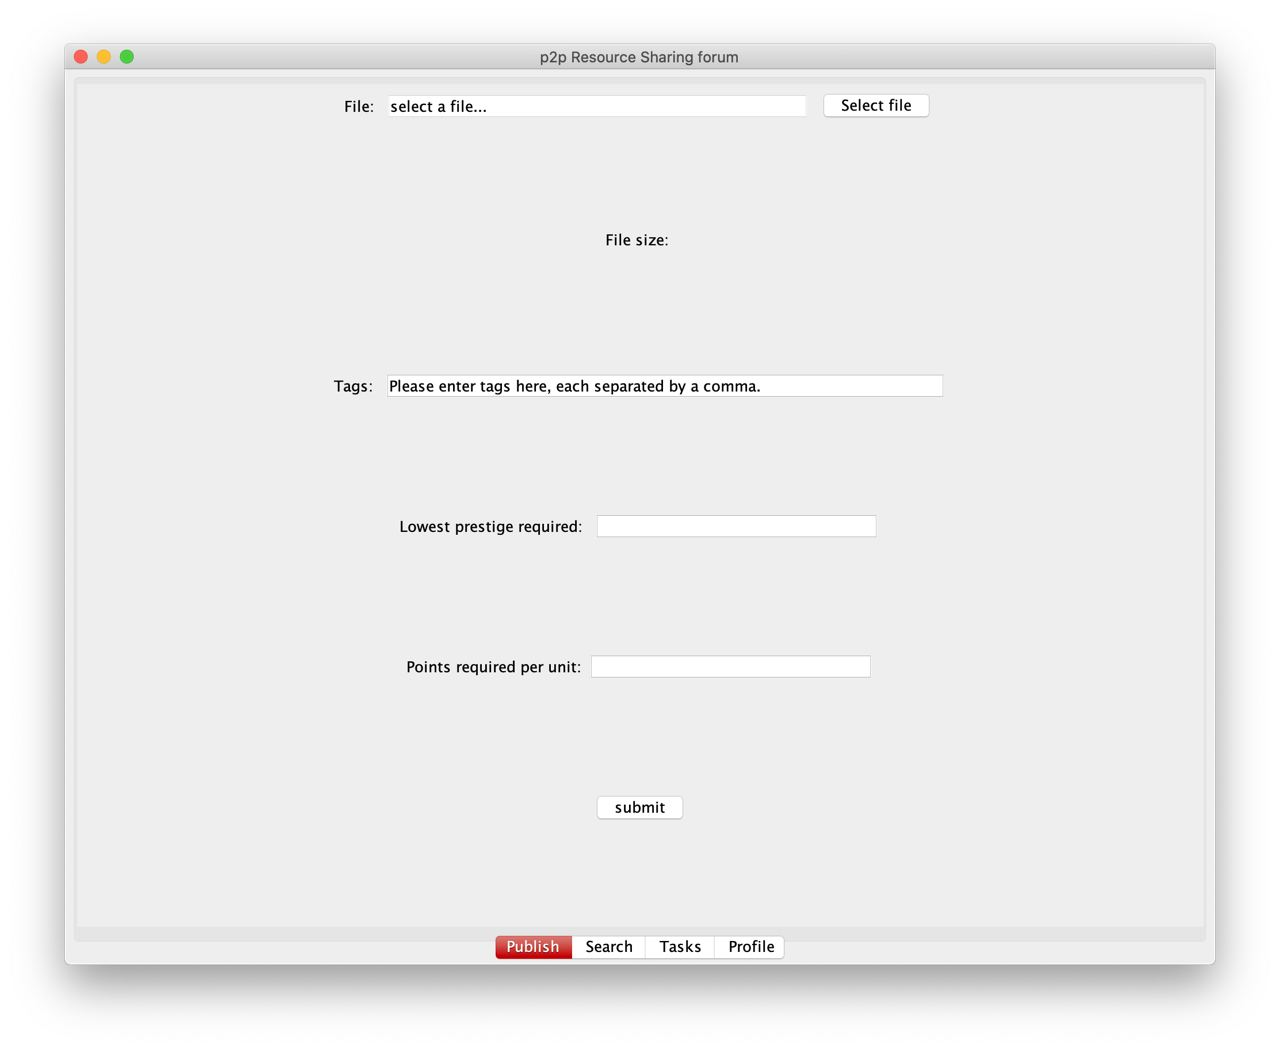 p2p Resource Sharing forum
File: select a file... Select file
File size:
Tags: Please enter tags here, each separated by a comma.
Lowest prestige required:
Points required per unit:
submit
Publish Search Tasks Profile